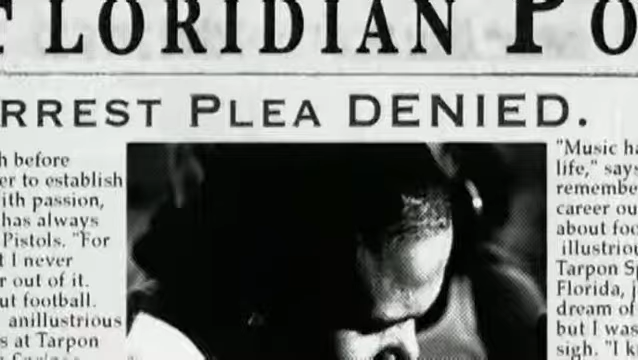 FLORIDIAN PO
RREST PLEA DENIED.
h before
er to establish
ith passion,
has always
Pistols. "For
t I never
r out of it.
ut football.
anillustrious
s at Tarpon
"Music ha
life," says
remembe
career ou
about foo
illustriou
Tarpon Sp
Florida, j
dream of
but I was
sigh. "I k